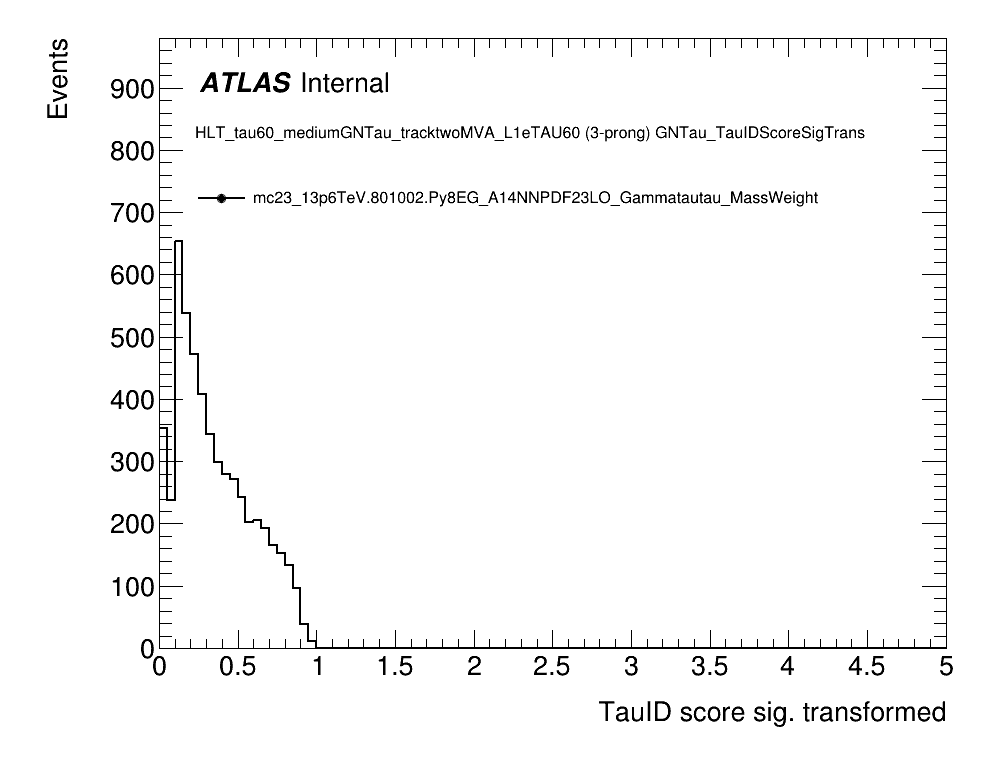 Events
900
800
700
600
500
400
300
200
100
0
ATLAS Internal
HLT_tau60_mediumGNTau_tracktwoMVA_L1eTAU60 (3-prong) GNTau_TauIDScoreSigTrans
mc23_13p6TeV.801002.Py8EG_A14NNPDF23LO_Gammatautau_MassWeight
0 0.5 1 1.5 2 2.5 3 3.5 4 4.5 5
TauID score sig. transformed